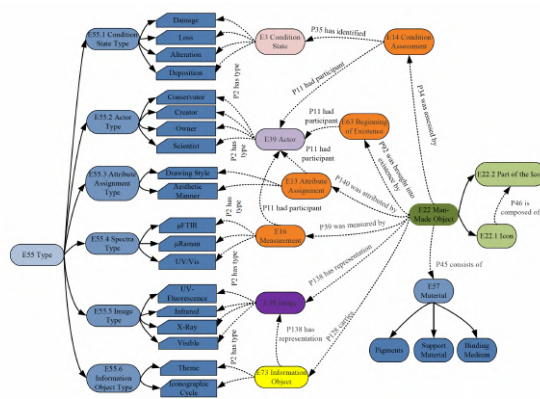 Damage
E55.1 Condition
State Type
Loss
E3 Condition
State
P35 has identified
E14 Condition
Assessment
Alteration
Deposition
P2 has type
P11 had participant
P34 was assessed by
Conservator
E55.2 Actor
Type
Creator
P11 had
participant
E63 Beginning
of Existence
Owner
E39 Actor
Scientist
P2 has type
P11 had
participant
P92 was brought into
existence by
E22.2 Part of the Icon
E55.3 Attribute
Assignment
Type
Drawing Style
E13 Attribute
Assignment
P140 was attributed by
Aesthetic
Manner
E22 Man-
Made Object
P46 is
composed of
P11 had participant
P39 was measured by
E22.1 Icon
μFTIR
E55 Type
E55.4 Spectra
Type
μRaman
E16
Measurement
UV/Vis
P2 has type
P138 has representation
P45 consists of
UV-
Fluorescence
E57
Material
E55.5 Image
Type
Infrared
E38 Image
X-Ray
P138 has
representation
P128 carries
Visible
Pigments
Support
Material
Binding
Medium
P2 has type
E55.6
Information
Object Type
Theme
E73 Information
Object
Iconographic
Cycle